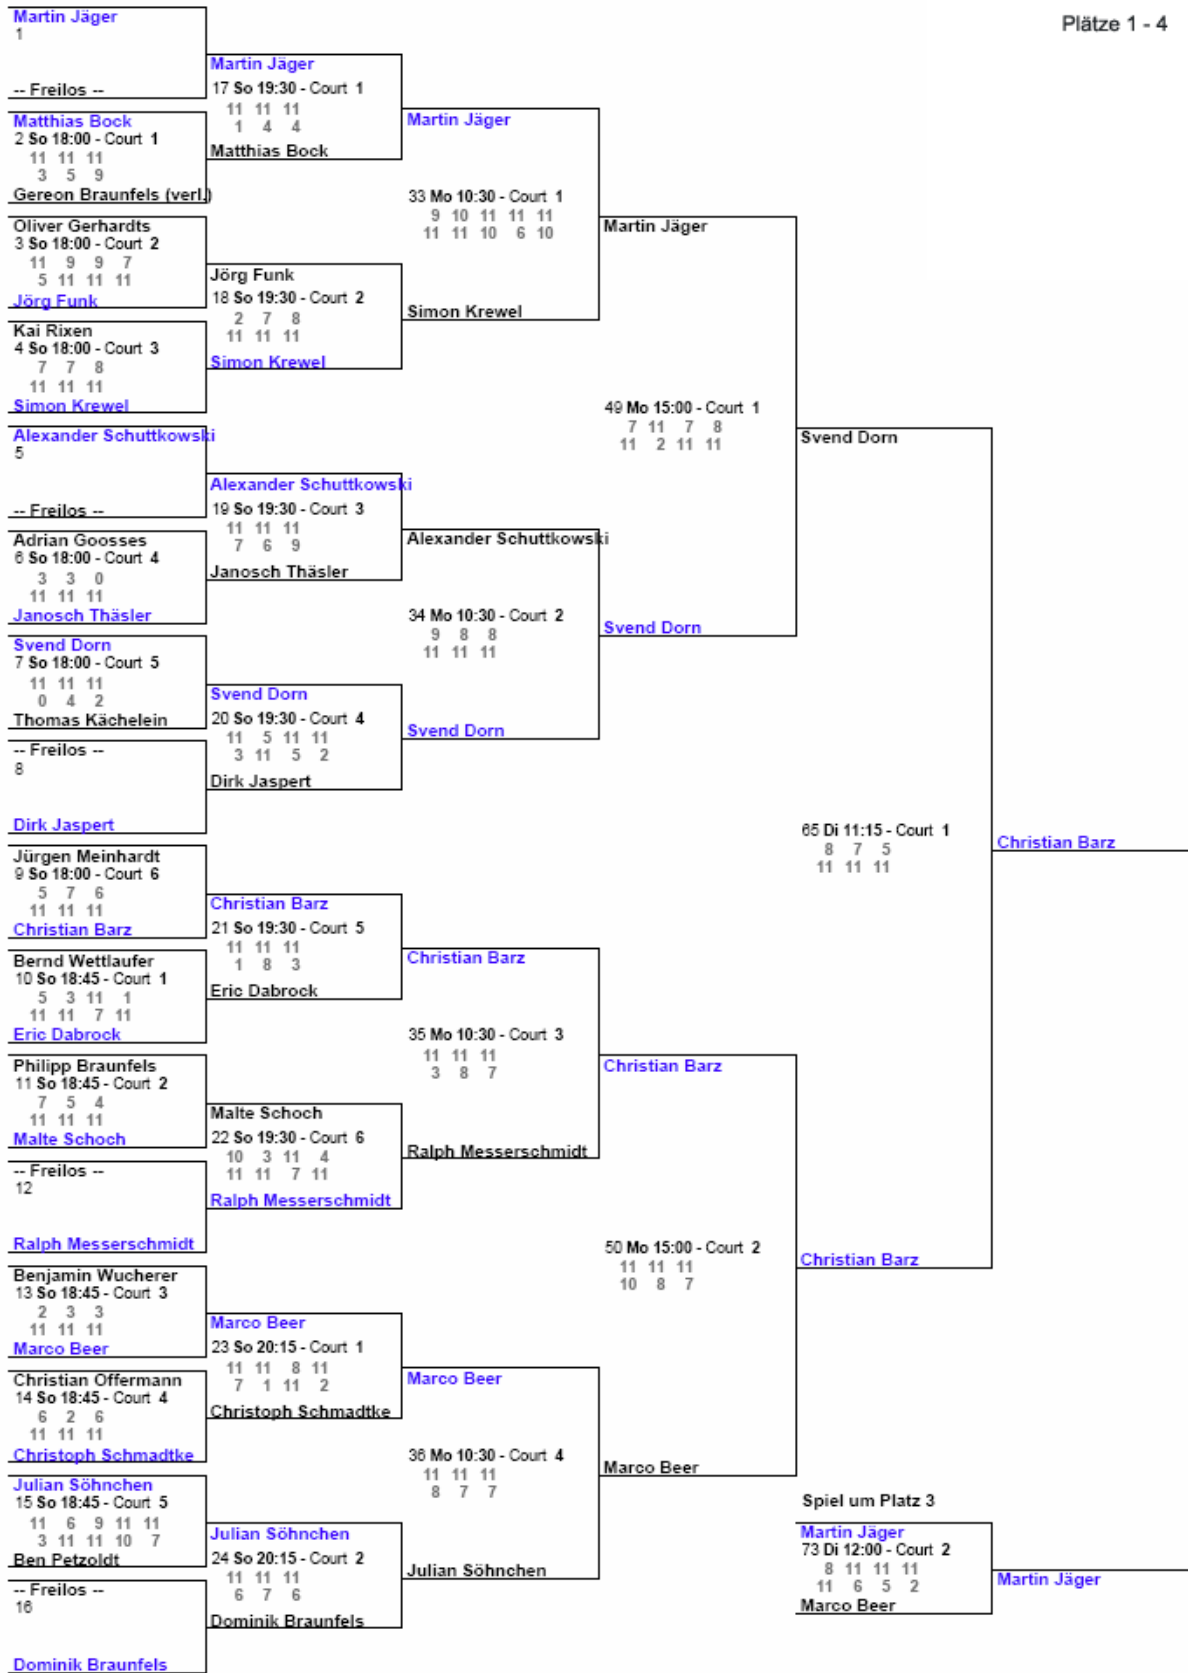 Plätze 1 - 4
Martin Jäger
1
-- Freilos --
Matthias Bock
2 So 18:00 - Court 1
11 11 11
3 5 9
Gereon Braunfels (verl.)
Oliver Gerhardts
3 So 18:00 - Court 2
11 9 9 7
5 11 11 11
Jörg Funk
Kai Rixen
4 So 18:00 - Court 3
7 7 8
11 11 11
Simon Krewel
Alexander Schuttkowski
5
-- Freilos --
Adrian Goosses
6 So 18:00 - Court 4
3 3 0
11 11 11
Janosch Thäsler
Svend Dorn
7 So 18:00 - Court 5
11 11 11
0 4 2
Thomas Kächelein
-- Freilos --
8
Dirk Jaspert
Jürgen Meinhardt
9 So 18:00 - Court 6
5 7 6
11 11 11
Christian Barz
Bernd Wettlaufer
10 So 18:45 - Court 1
5 3 11 1
11 11 7 11
Eric Dabrock
Philipp Braunfels
11 So 18:45 - Court 2
7 5 4
11 11 11
Malte Schoch
-- Freilos --
12
Ralph Messerschmidt
Benjamin Wucherer
13 So 18:45 - Court 3
2 3 3
11 11 11
Marco Beer
Christian Offermann
14 So 18:45 - Court 4
6 2 6
11 11 11
Christoph Schmadtke
Julian Söhnchen
15 So 18:45 - Court 5
11 6 9 11 11
3 11 11 10 7
Ben Petzoldt
-- Freilos --
16
Dominik Braunfels
Martin Jäger
17 So 19:30 - Court 1
11 11 11
1 4 4
Matthias Bock
Jörg Funk
18 So 19:30 - Court 2
2 7 8
11 11 11
Simon Krewel
Alexander Schuttkowski
19 So 19:30 - Court 3
11 11 11
7 6 9
Janosch Thäsler
Svend Dorn
20 So 19:30 - Court 4
11 5 11 11
3 11 5 2
Dirk Jaspert
Christian Barz
21 So 19:30 - Court 5
11 11 11
1 8 3
Eric Dabrock
Malte Schoch
22 So 19:30 - Court 6
10 3 11 4
11 11 7 11
Ralph Messerschmidt
Marco Beer
23 So 20:15 - Court 1
11 11 8 11
7 1 11 2
Christoph Schmadtke
Julian Söhnchen
24 So 20:15 - Court 2
11 11 11
6 7 6
Dominik Braunfels
Martin Jäger
33 Mo 10:30 - Court 1
9 10 11 11 11
11 11 10 6 10
Simon Krewel
Alexander Schuttkowski
34 Mo 10:30 - Court 2
9 8 8
11 11 11
Svend Dorn
Christian Barz
35 Mo 10:30 - Court 3
11 11 11
3 8 7
Ralph Messerschmidt
Marco Beer
36 Mo 10:30 - Court 4
11 11 11
8 7 7
Julian Söhnchen
Martin Jäger
49 Mo 15:00 - Court 1
7 11 7 8
11 2 11 11
Svend Dorn
Christian Barz
50 Mo 15:00 - Court 2
11 11 11
10 8 7
Marco Beer
Svend Dorn
65 Di 11:15 - Court 1
8 7 5
11 11 11
Christian Barz
Christian Barz
Spiel um Platz 3
Martin Jäger
73 Di 12:00 - Court 2
8 11 11 11
11 6 5 2
Marco Beer
Martin Jäger